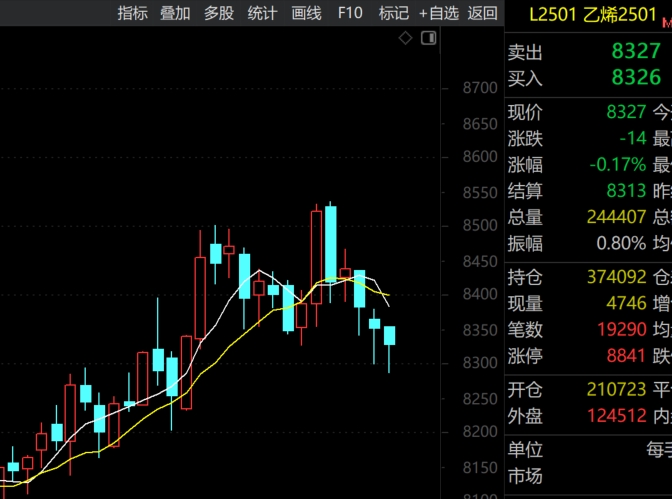 指标 叠加 多股 统计 画线 F10 标记 +自选 返回
L2501 乙烯2501
卖出 8327
买入 8326
现价 8327 今
涨跌 -14 最
涨幅 -0.17% 最
结算 8313 昨
总量 244407 总
振幅 0.80% 均
持仓 374092 仓
现量 4746 增
笔数 19290 均
涨停 8841 跌
开仓 210723 平
外盘 124512 内
单位 每手
市场
8700
8650
8600
8550
8500
8450
8400
8350
8300
8250
8200
8150
8100